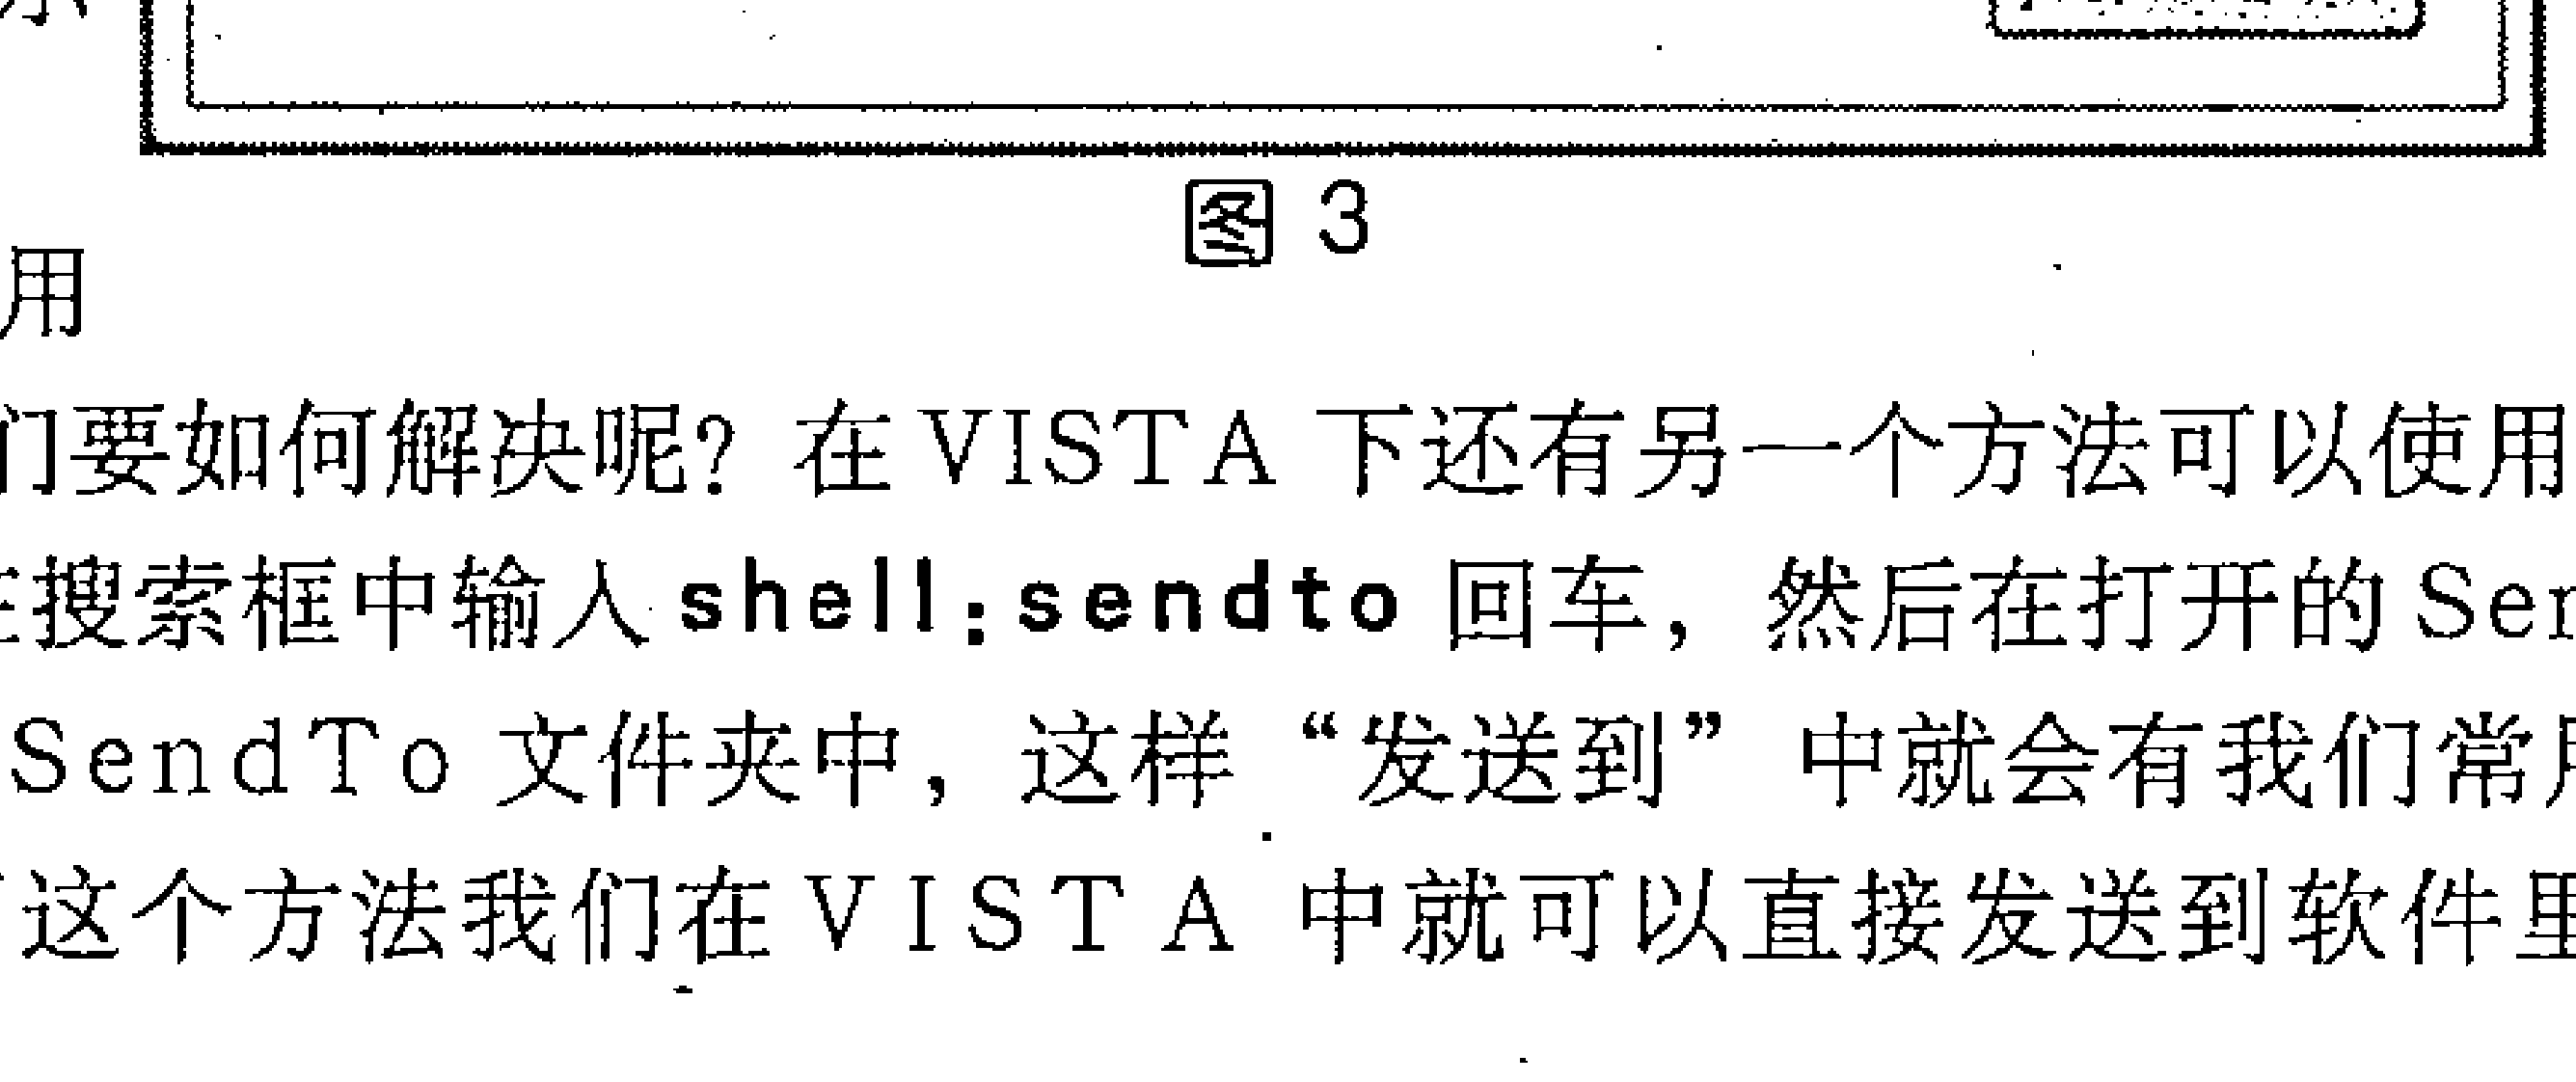 图 3
用
们要如何解决呢？在 VISTA 下还有另一个方法可以使用
搜索框中输入 shell:sendto 回车，然后在打开的 Sen
SendTo 文件夹中，这样“发送到”中就会有我们常用
这个方法我们在 VISTA 中就可以直接发送到软件里